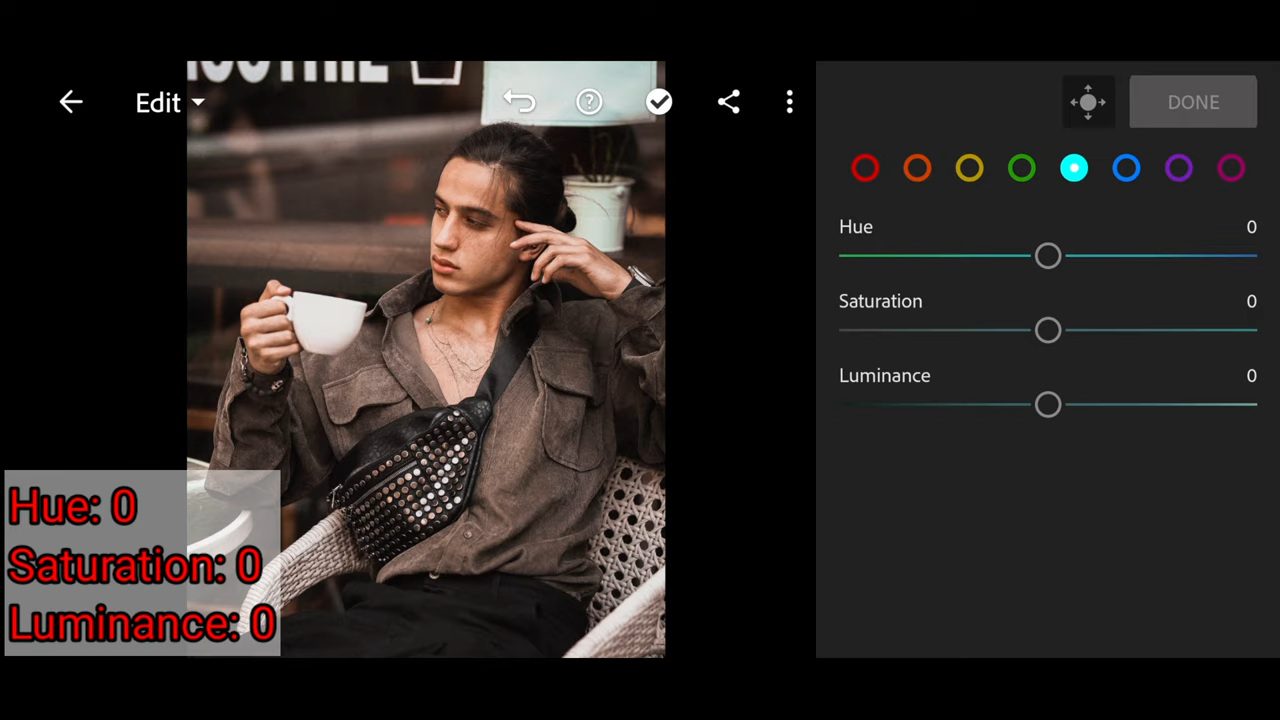 Edit
DONE
Hue 0
Saturation 0
Luminance 0
Hue: 0
Saturation: 0
Luminance: 0